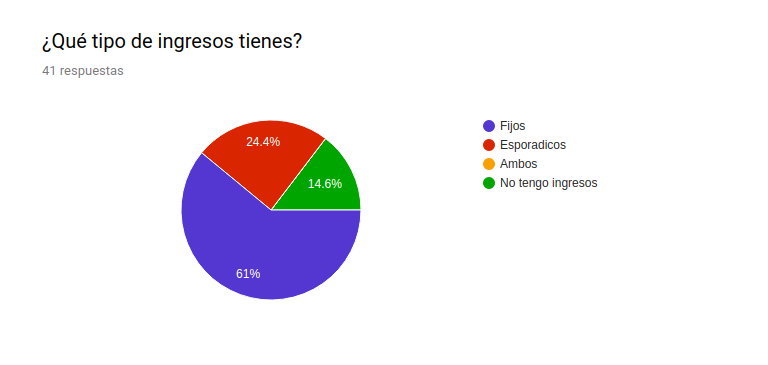 ¿Qué tipo de ingresos tienes?
41 respuestas
24.4%
14.6%
61%
Fijos
Esporadicos
Ambos
No tengo ingresos